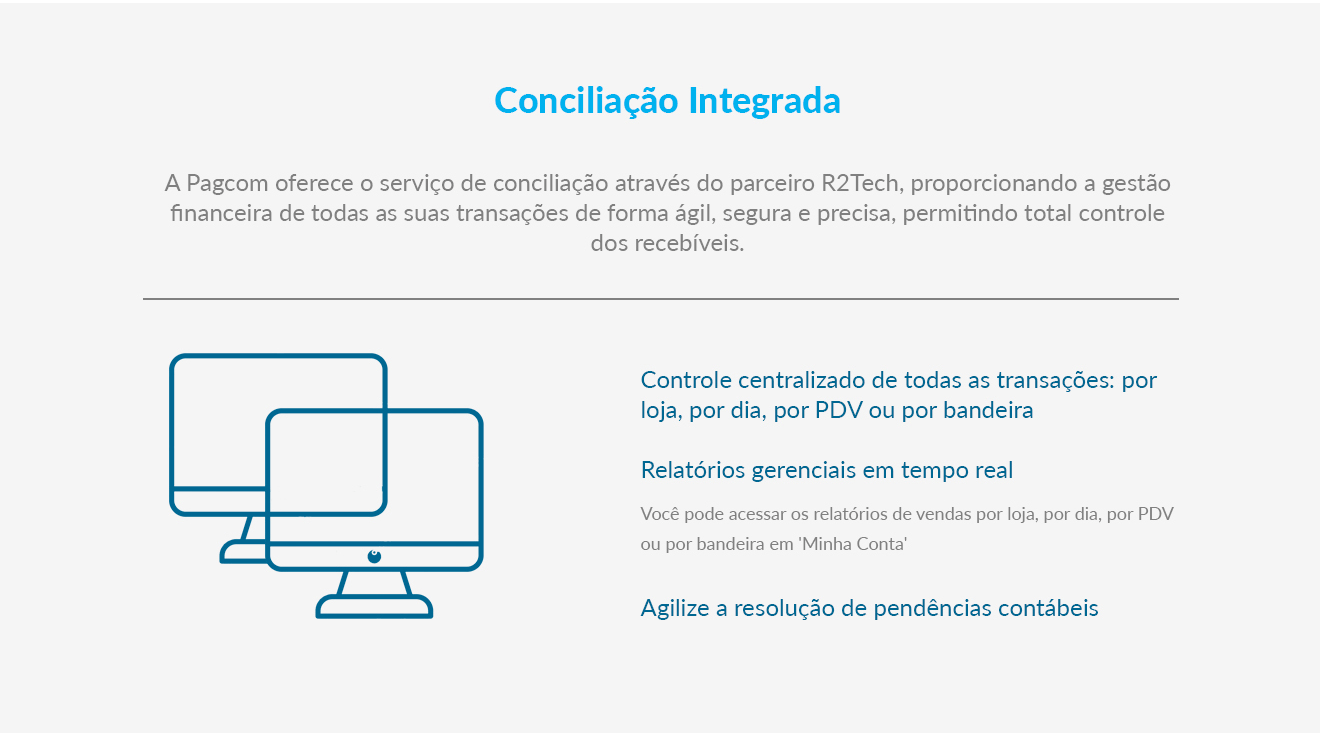 Conciliação Integrada
A Pagcom oferece o serviço de conciliação através do parceiro R2Tech, proporcionando a gestão
financeira de todas as suas transações de forma ágil, segura e precisa, permitindo total controle
dos recebíveis.
Controle centralizado de todas as transações: por
loja, por dia, por PDV ou por bandeira
Relatórios gerenciais em tempo real
Você pode acessar os relatórios de vendas por loja, por dia, por PDV
ou por bandeira em 'Minha Conta'
Agilize a resolução de pendências contábeis